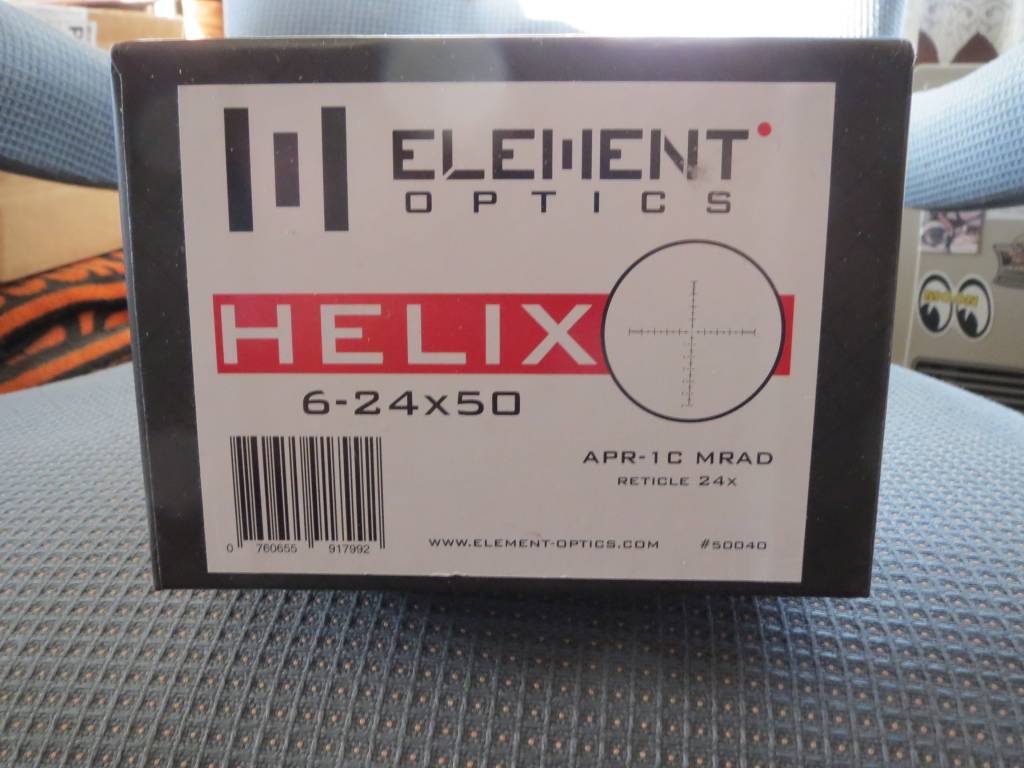 ELEMENT
OPTICS
HELIX
6-24x50
APR-1C MRAD
RETICLE 24x
0 760655 917992
WWW.ELEMENT-OPTICS.COM #50040